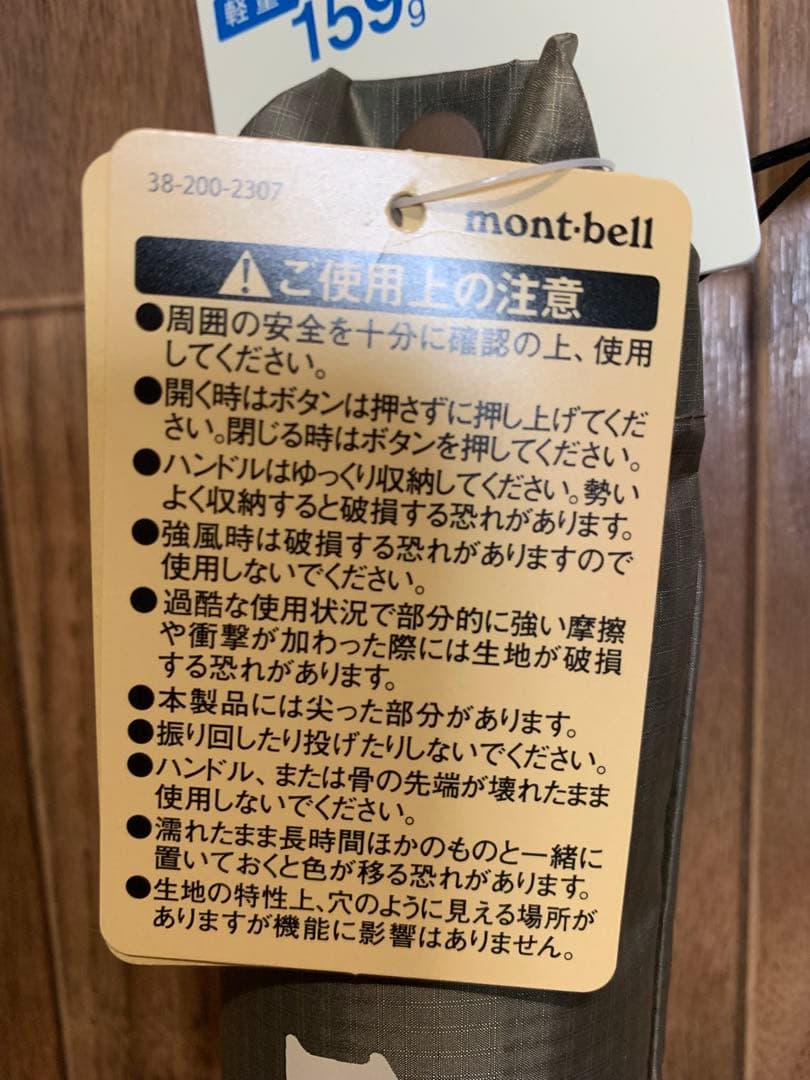 軽量
159g
38-200-2307
mont·bell
⚠ご使用上の注意
●周囲の安全を十分に確認の上、使用
してください。
●開く時はボタンは押さずに押し上げてくだ
さい。閉じる時はボタンを押してください。
●ハンドルはゆっくり収納してください。勢い
よく収納すると破損する恐れがあります。
●強風時は破損する恐れがありますので
使用しないでください。
●過酷な使用状況で部分的に強い摩擦
や衝撃が加わった際には生地が破損
する恐れがあります。
●本製品には尖った部分があります。
●振り回したり投げたりしないでください。
●ハンドル、または骨の先端が壊れたまま
使用しないでください。
●濡れたまま長時間ほかのものと一緒に
置いておくと色が移る恐れがあります。
●生地の特性上、穴のように見える場所が
ありますが機能に影響はありません。